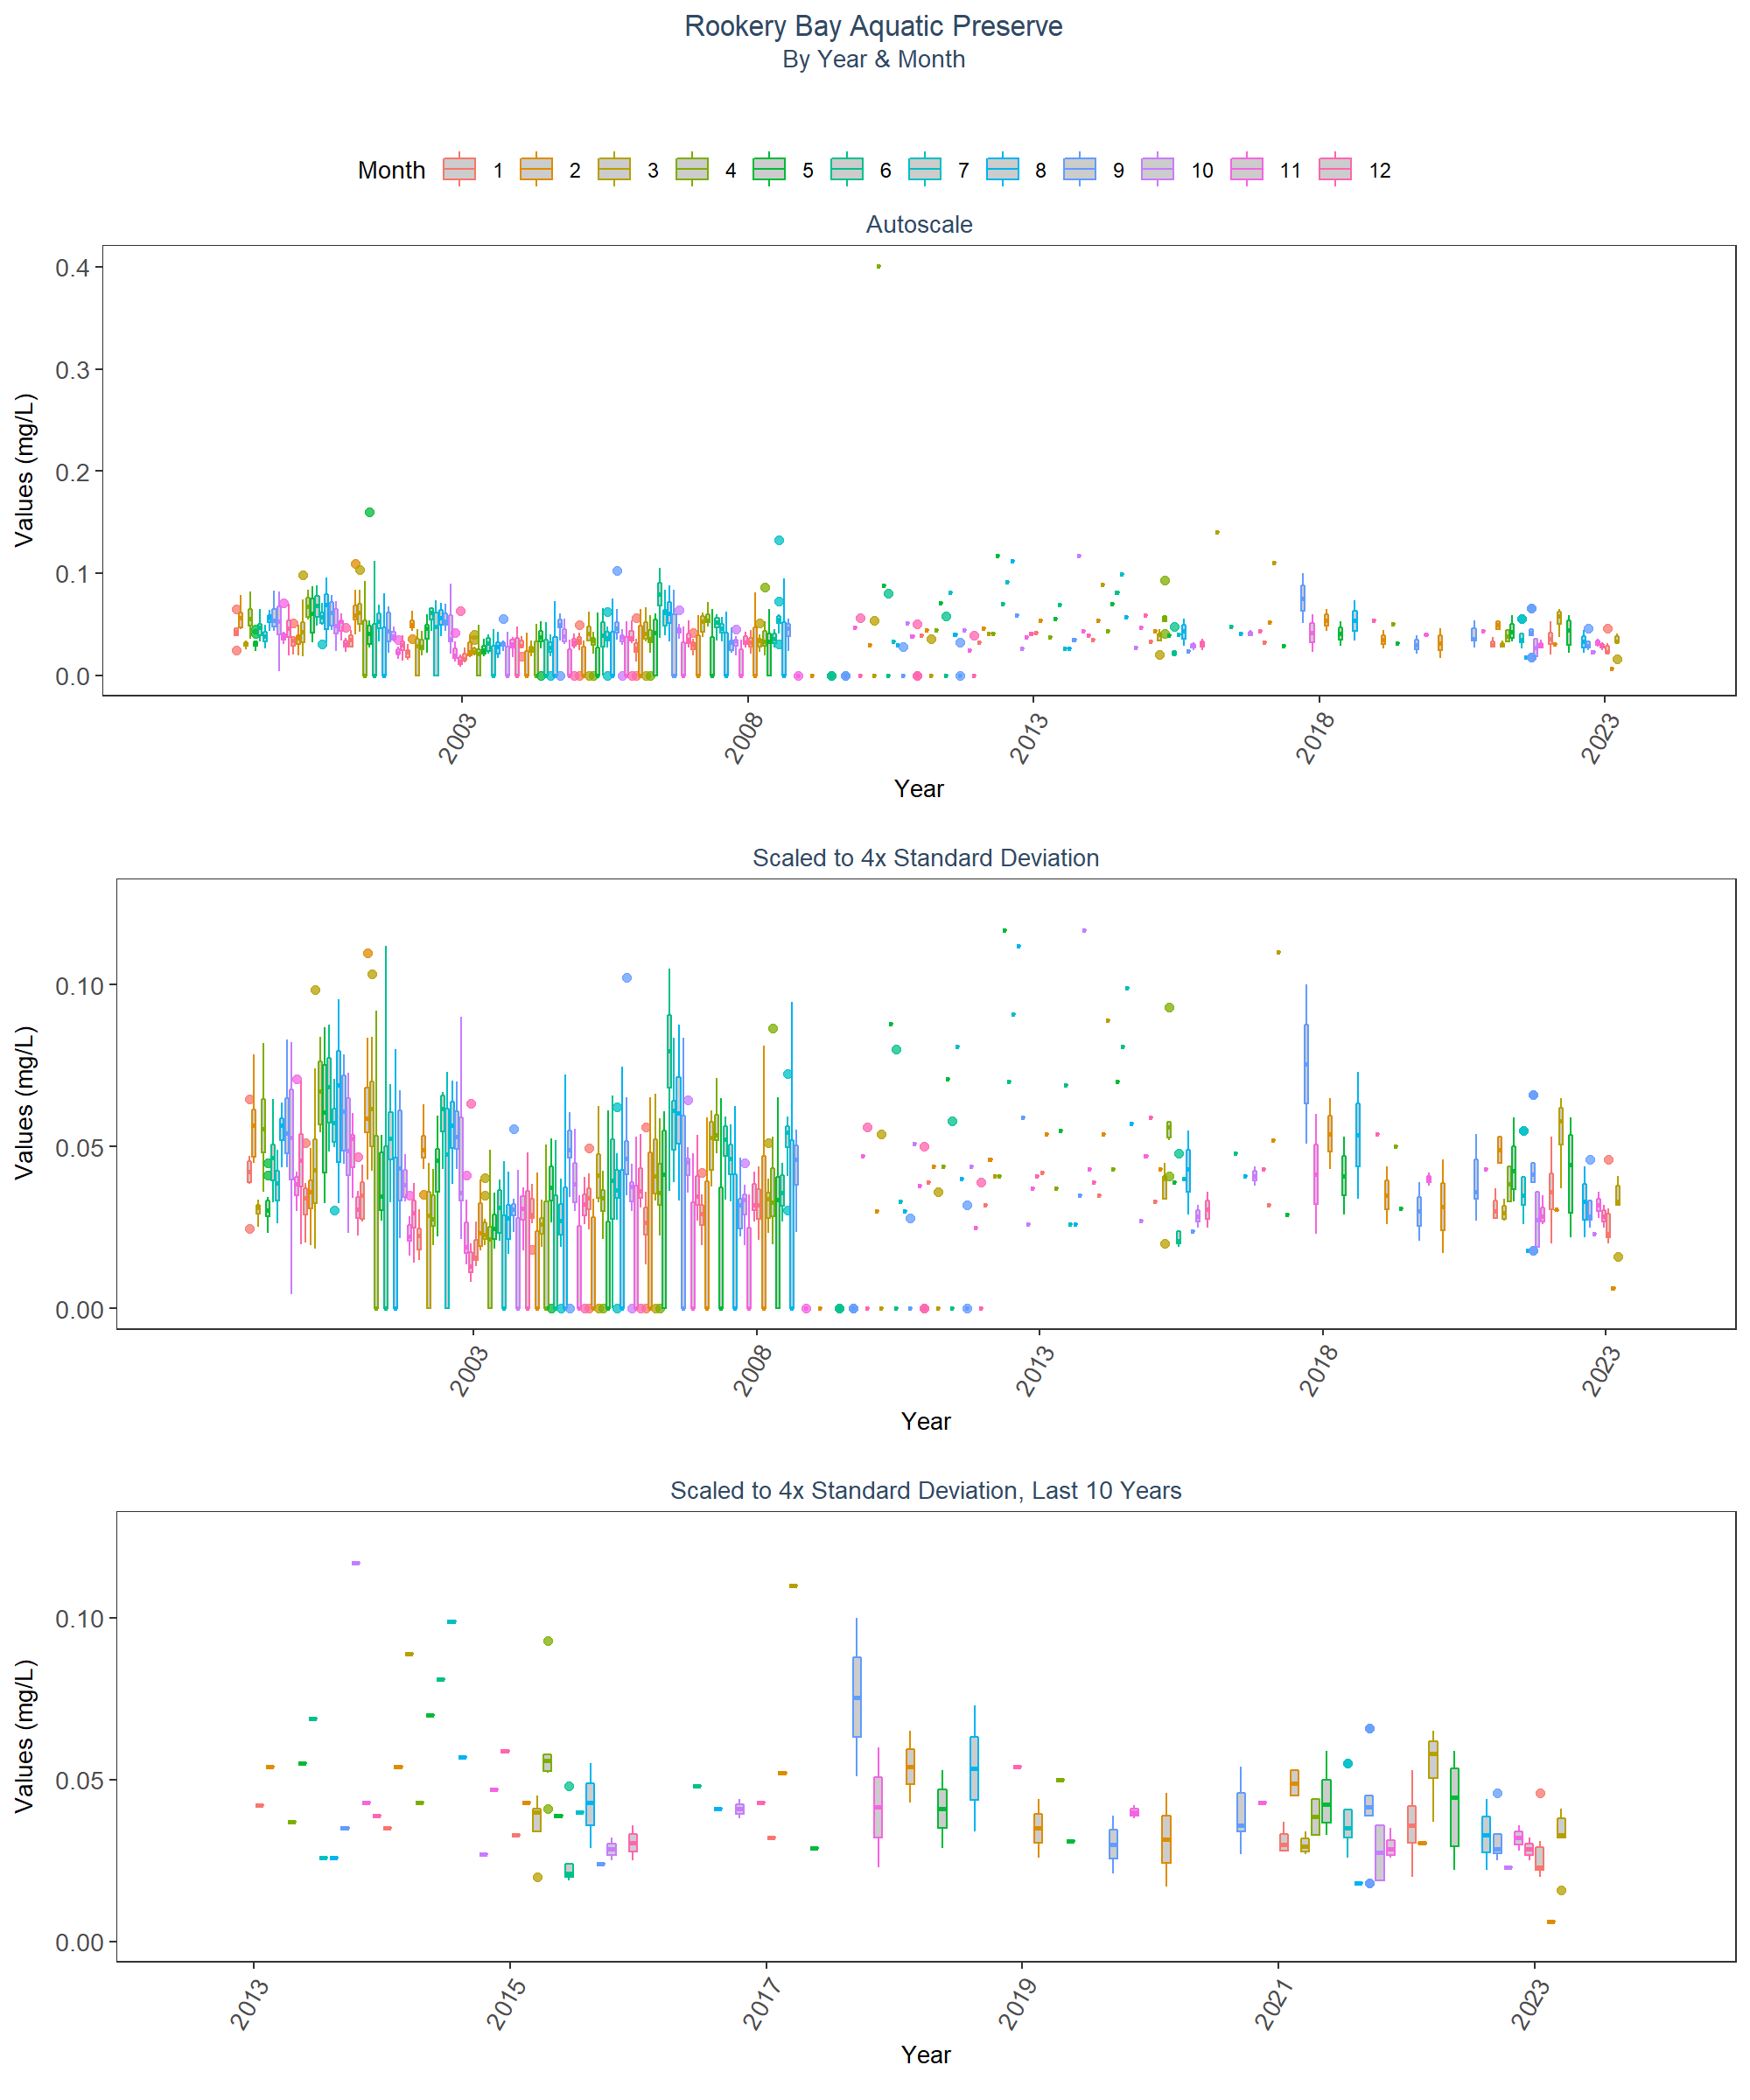 Rookery Bay Aquatic Preserve
By Year & Month
Month 1 2 3 4 5 6 7 8 9 10 11 12
Autoscale
0.4
0.3
0.2
0.1
0.0
Values (mg/L)
2003 2008 2013 2018 2023
Year
Scaled to 4x Standard Deviation
0.10
0.05
0.00
Values (mg/L)
2003 2008 2013 2018 2023
Year
Scaled to 4x Standard Deviation, Last 10 Years
0.10
0.05
0.00
Values (mg/L)
2013 2015 2017 2019 2021 2023
Year